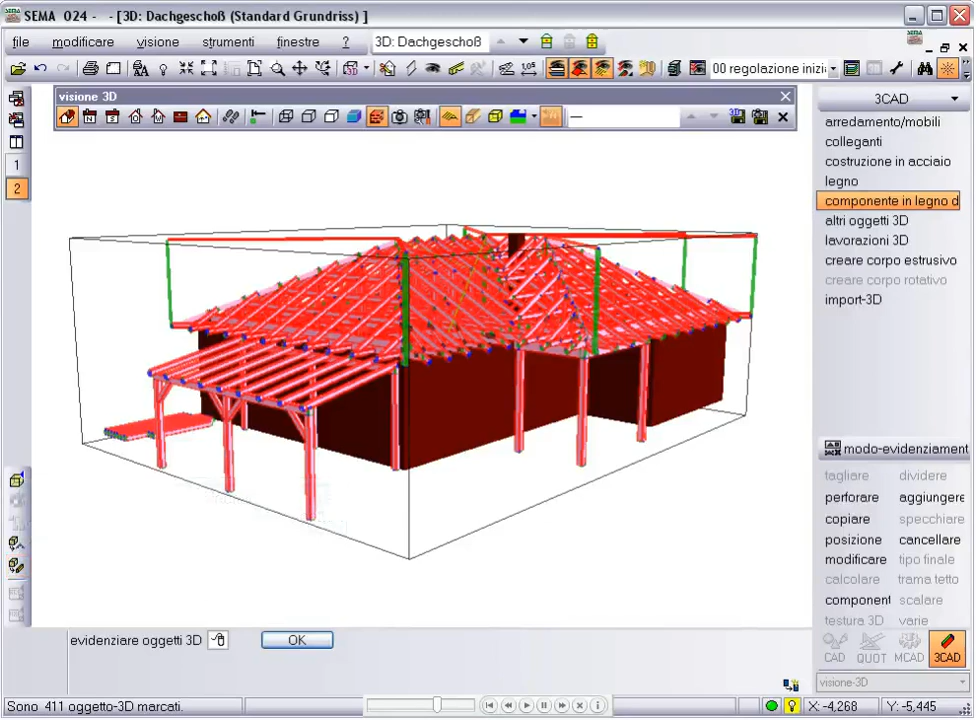 SEMA 024 - - [3D: Dachgeschoß (Standard Grundriss) ]
file modificare visione strumenti finestre ? 3D: Dachgeschoß
00 regolazione inizi
visione 3D
3CAD
arredamento/mobili
colleganti
costruzione in acciaio
legno
componente in legno d
altri oggetti 3D
lavorazioni 3D
creare corpo estrusivo
creare corpo rotativo
import-3D
1
2
modo-evidenziament
tagliare dividere
perforare aggiungere
copiare specchiare
posizione cancellare
modificare tipo finale
calcolare trama tetto
component scalare
testura 3D varie
CAD QUOT MCAD 3CAD
visione-3D
evidenziare oggetti 3D OK
Sono 411 oggetto-3D marcati. X: -4,268 Y: -5,445